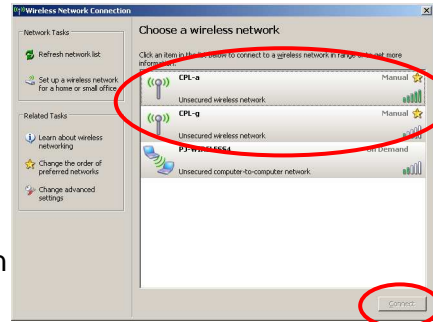 Wireless Network Connection
Network Tasks
Refresh network list
Set up a wireless network
for a home or small office
Related Tasks
Learn about wireless
networking
Change the order of
preferred networks
Change advanced
settings
Choose a wireless network
Click an item in the list below to connect to a wireless network in range or to get more
information.
CPL-a Manual
Unsecured wireless network
CPL-g Manual
Unsecured wireless network
On Demand
Unsecured computer-to-computer network
Connect
n